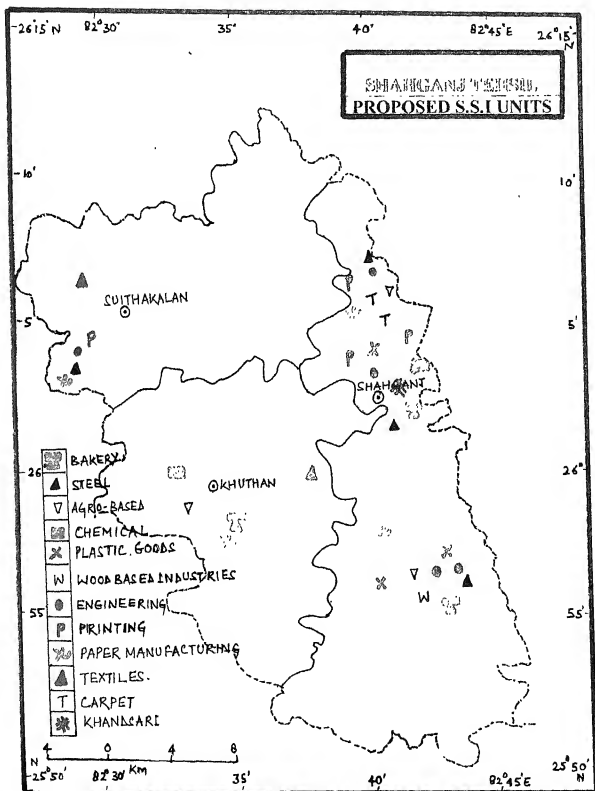 26°15' N 82°30' 35' 40' 82°45'E 26°15' N
SHAHGANJ TEHSIL,
PROPOSED S.S.I UNITS
10' 10'
P
T
SUITHAKALAN
T
5' 5'
P P
P
SHAHGANJ
BAKERY
26° 26°
STEEL
KHUTHAN
AGRO-BASED
CHEMICAL
PLASTIC. GOODS
W WOOD BASED INDUSTRIES
W
ENGINEERING
55' 55'
P PIRINTING
PAPER MANUFACTURING
TEXTILES.
T CARPET
KHANDSARI
4 0 4 8
Km
N 25°50' 82°30' 35' 40' 82°45'E 25°50' N